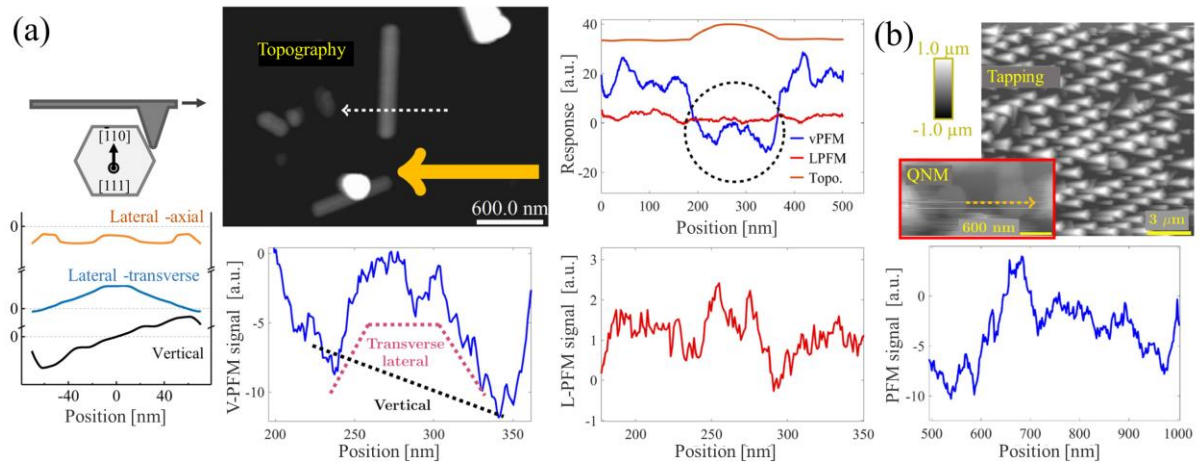 (a)
[1̄10]
[111]
Lateral -axial
0
Lateral -transverse
0
0
Vertical
-40
0
40
Position [nm]
Topography
600.0 nm
40
20
0
-20
Response [a.u.]
vPFM
LPFM
Topo.
0
100
200
300
400
500
Position [nm]
0
-5
-10
V-PFM signal [a.u.]
Transverse
lateral
Vertical
200
250
300
350
Position [nm]
3
2
1
0
-1
L-PFM signal [a.u.]
200
250
300
350
Position [nm]
(b)
1.0 µm
-1.0 µm
Tapping
3 µm
QNM
600 nm
0
-5
-10
PFM signal [a.u.]
500
600
700
800
900
1000
Position [nm]